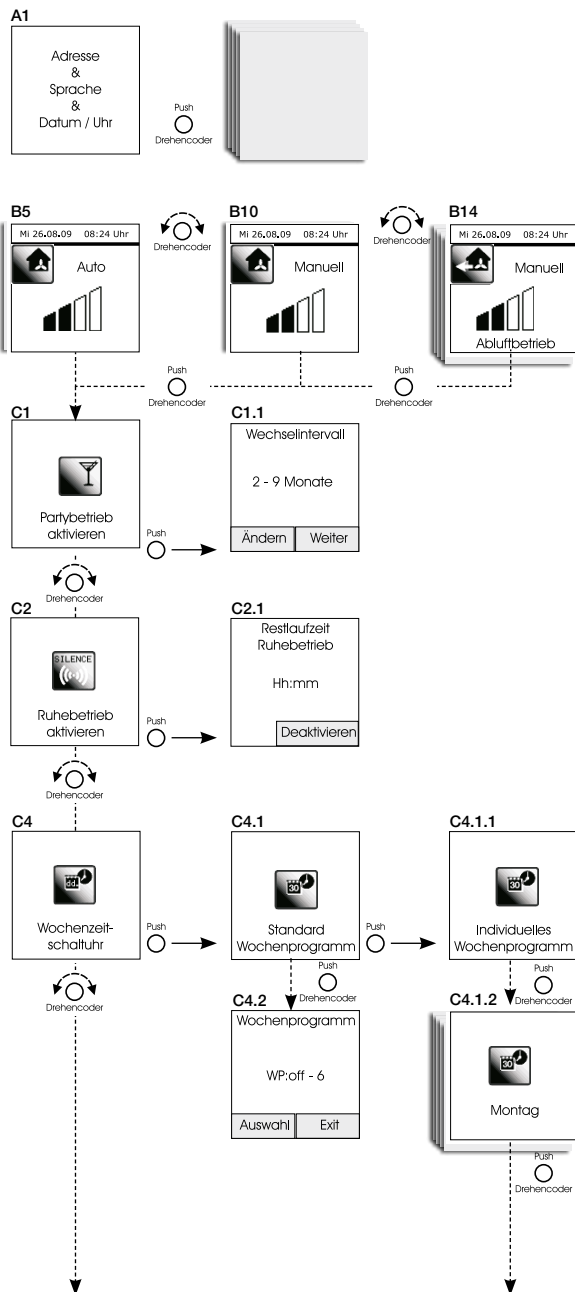 A1
Adresse
&
Sprache
&
Datum / Uhr
Push
Drehencoder
B5
Mi 26.08.09 08:24 Uhr
Auto
Drehencoder
B10
Mi 26.08.09 08:24 Uhr
Manuell
Drehencoder
B14
Mi 26.08.09 08:24 Uhr
Manuell
Abluftbetrieb
Push
Drehencoder
Push
Drehencoder
C1
Partybetrieb
aktivieren
Push
C1.1
Wechselintervall
2 - 9 Monate
Ändern Weiter
Drehencoder
C2
SILENCE
Ruhebetrieb
aktivieren
Push
C2.1
Restlaufzeit
Ruhebetrieb
Hh:mm
Deaktivieren
Drehencoder
C4
dd.
Wochenzeit-
schaltuhr
Push
C4.1
30
Standard
Wochenprogramm
Push
C4.1.1
30
Individuelles
Wochenprogramm
Drehencoder
Push
Drehencoder
Push
Drehencoder
C4.2
Wochenprogramm
WP:off - 6
Auswahl Exit
C4.1.2
30
Montag
Push
Drehencoder